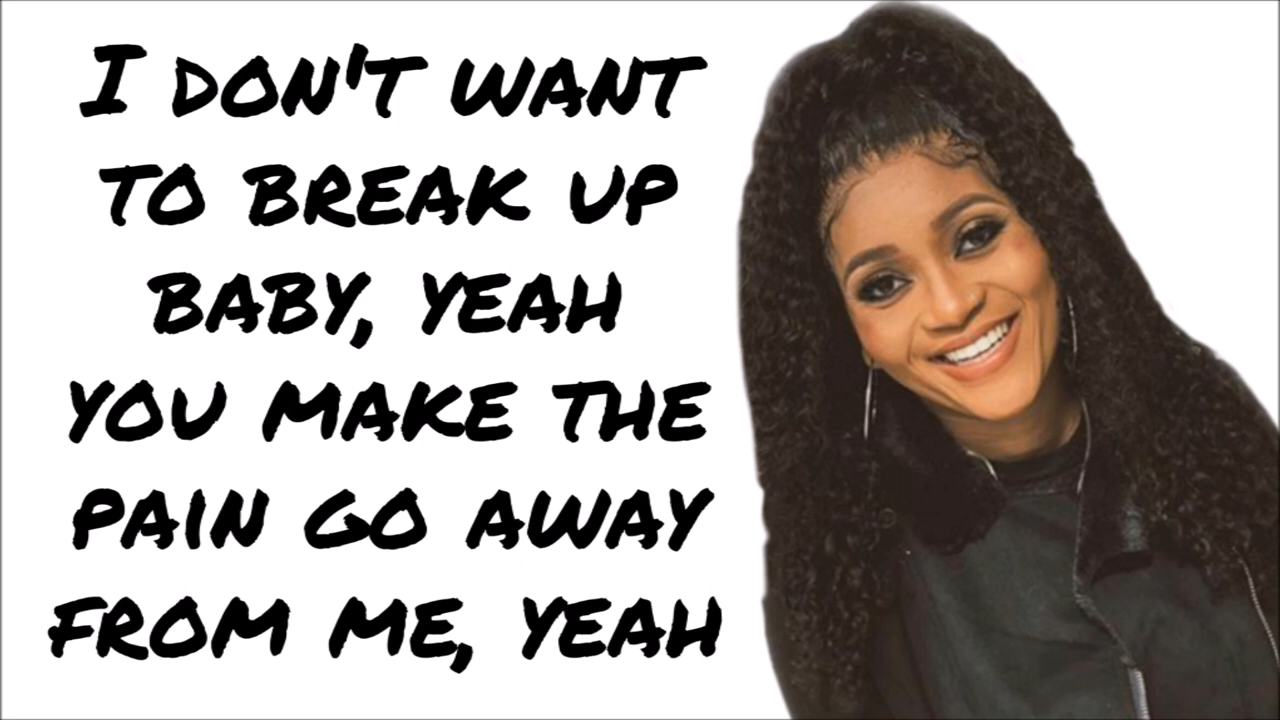 I DON'T WANT
TO BREAK UP
BABY, YEAH
YOU MAKE THE
PAIN GO AWAY
FROM ME, YEAH